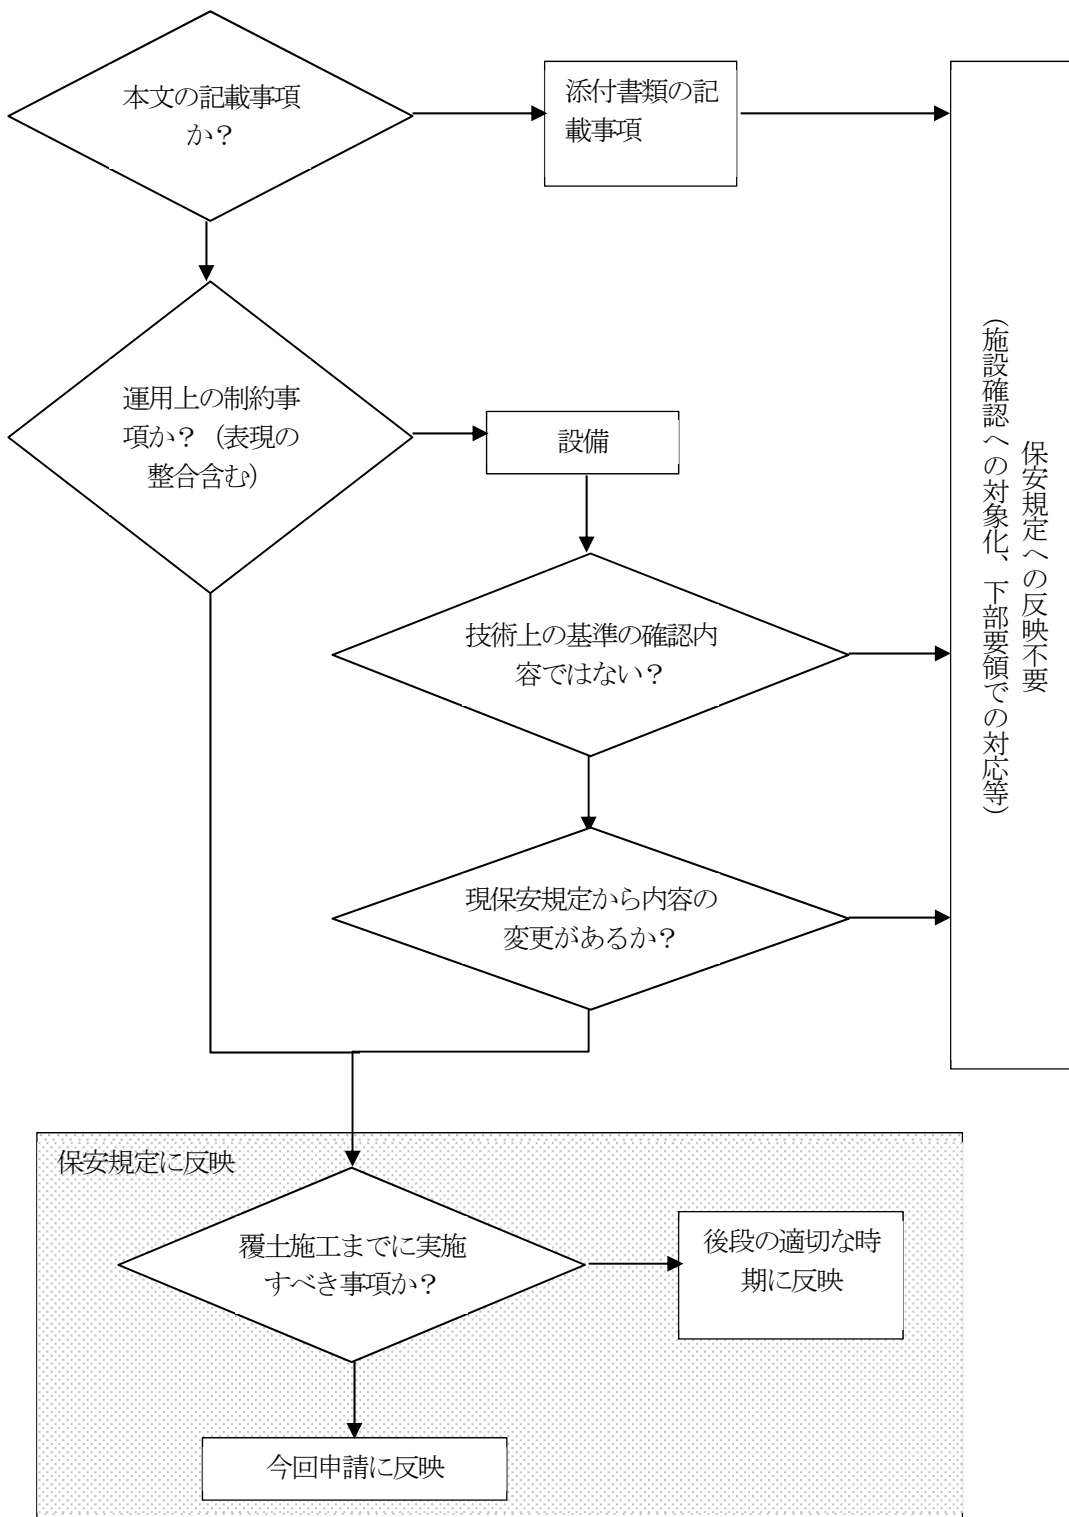 本文の記載事項
か？
添付書類の記
載事項
運用上の制約事
項か？（表現の
整合含む）
設備
技術上の基準の確認内
容ではない？
現保安規定から内容の
変更があるか？
保安規定への反映不要
（施設確認への対象化、下部要領での対応等）
保安規定に反映
覆土施工までに実施
すべき事項か？
後段の適切な時
期に反映
今回申請に反映